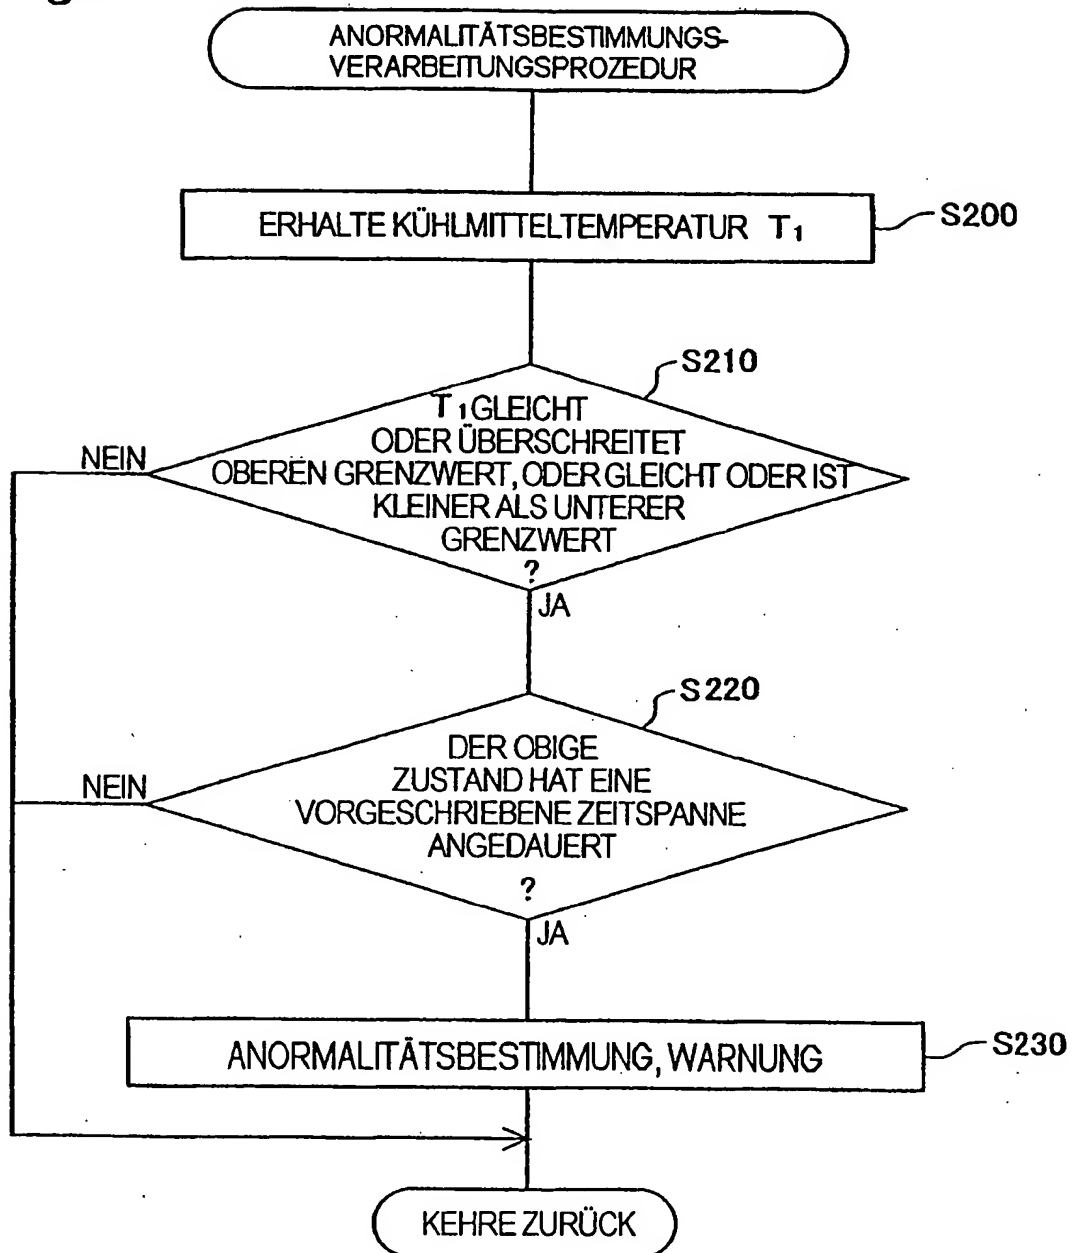 ANORMALITÄTSBESTIMMUNGS-
VERARBEITUNGSPROZEDUR
ERHALTE KÜHLMITTELTEMPERATUR T₁
S200
S210
T₁ GLEICHT
ODER ÜBERSCHREITET
OBEREN GRENZWERT, ODER GLEICHT ODER IST
KLEINER ALS UNTERER
GRENZWERT
?
NEIN
JA
S220
DER OBIGE
ZUSTAND HAT EINE
VORGESCHRIEBENE ZEITSPANNE
ANGEDAUERT
?
NEIN
JA
ANORMALITÄTSBESTIMMUNG, WARNUNG
S230
KEHRE ZURÜCK